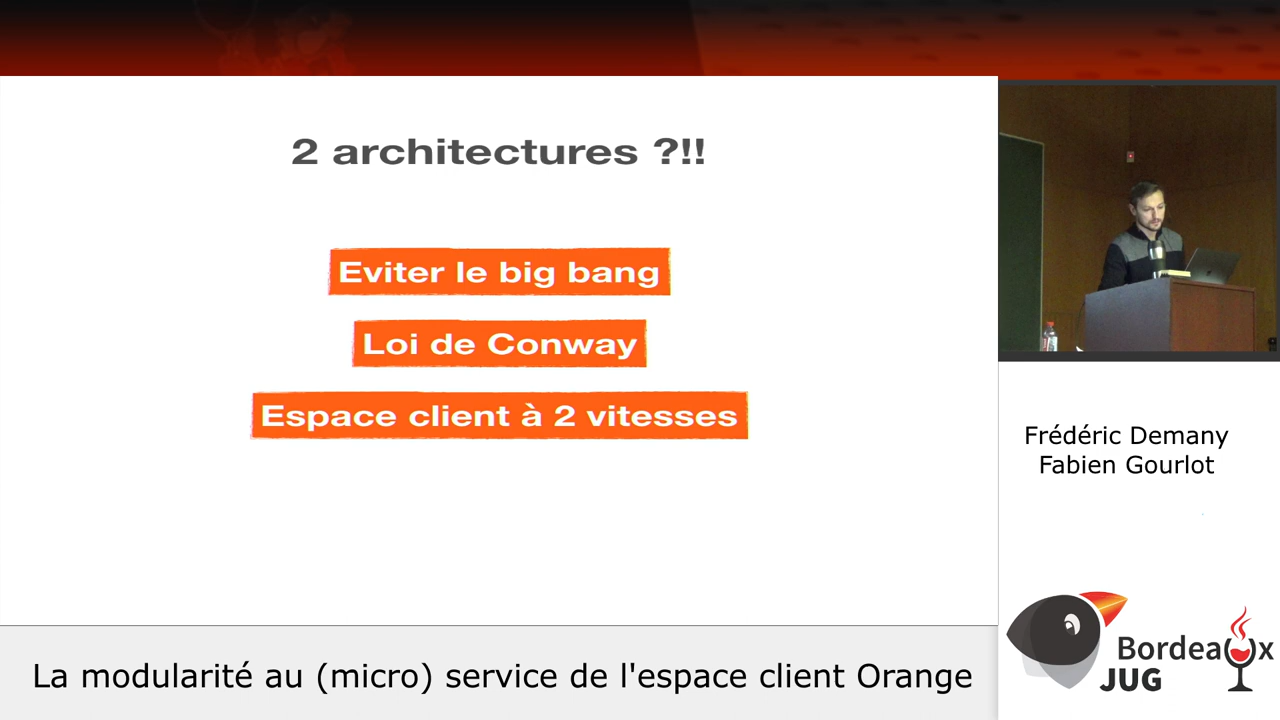 2 architectures ?!!
Eviter le big bang
Loi de Conway
Espace client à 2 vitesses
Frédéric Demany
Fabien Gourlot
Bordeaux
JUG
La modularité au (micro) service de l'espace client Orange